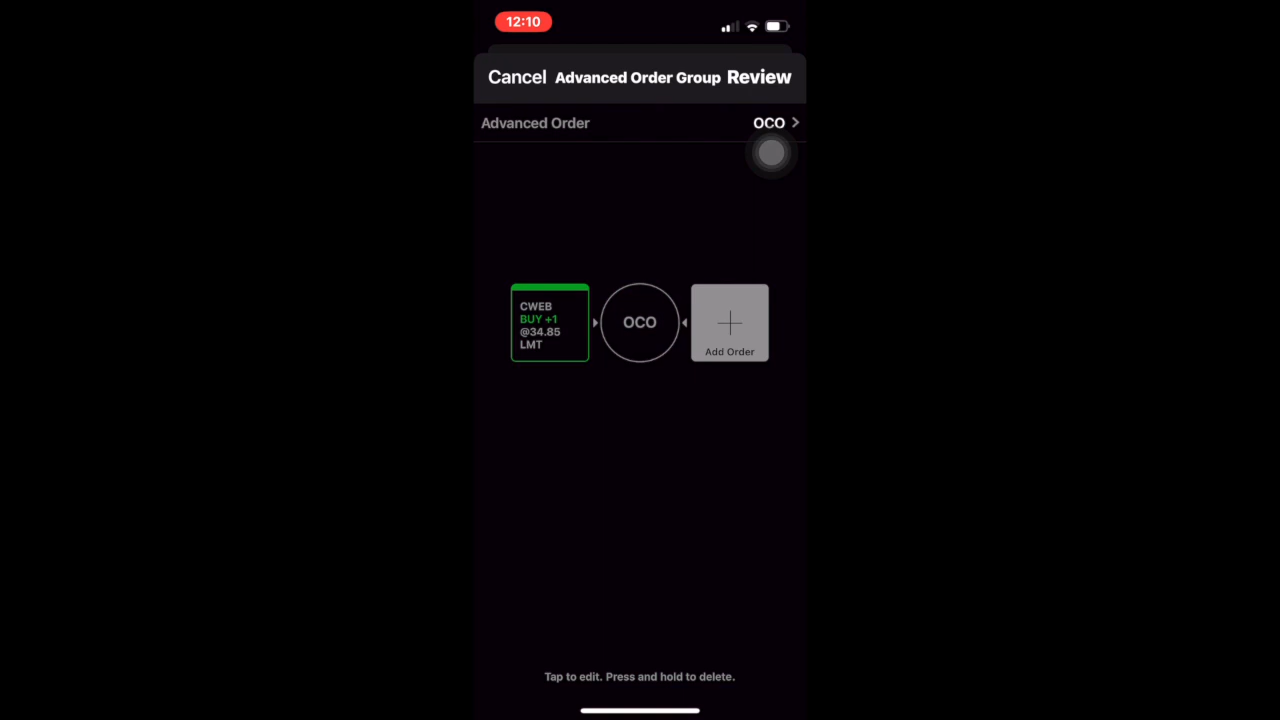 12:10
Cancel Advanced Order Group Review
Advanced Order OCO
CWEB
BUY +1
@34.85
LMT
OCO
Add Order
Tap to edit. Press and hold to delete.